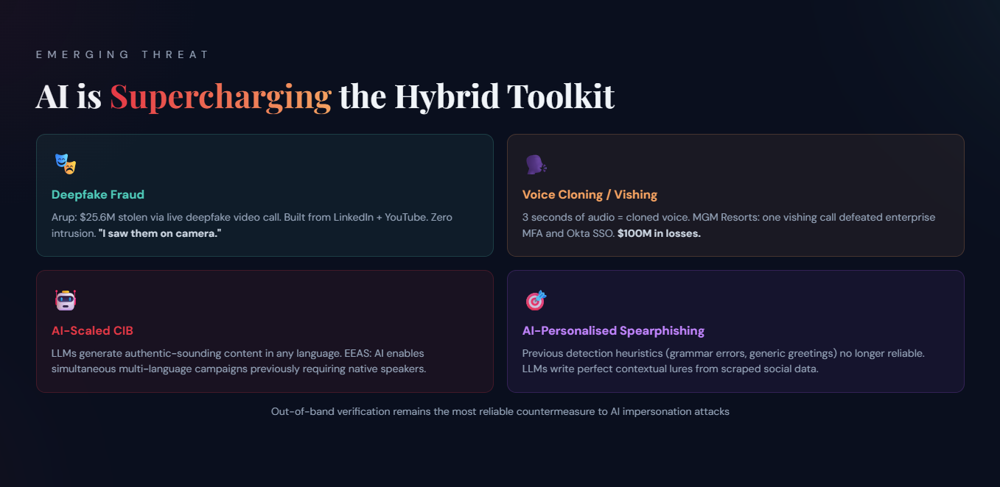 EMERGING THREAT
AI is Supercharging the Hybrid Toolkit
Deepfake Fraud
Arup: $25.6M stolen via live deepfake video call. Built from LinkedIn + YouTube. Zero
intrusion. "I saw them on camera."
Voice Cloning / Vishing
3 seconds of audio = cloned voice. MGM Resorts: one vishing call defeated enterprise
MFA and Okta SSO. $100M in losses.
AI-Scaled CIB
LLMs generate authentic-sounding content in any language. EEAS: AI enables
simultaneous multi-language campaigns previously requiring native speakers.
AI-Personalised Spearphishing
Previous detection heuristics (grammar errors, generic greetings) no longer reliable.
LLMs write perfect contextual lures from scraped social data.
Out-of-band verification remains the most reliable countermeasure to AI impersonation attacks